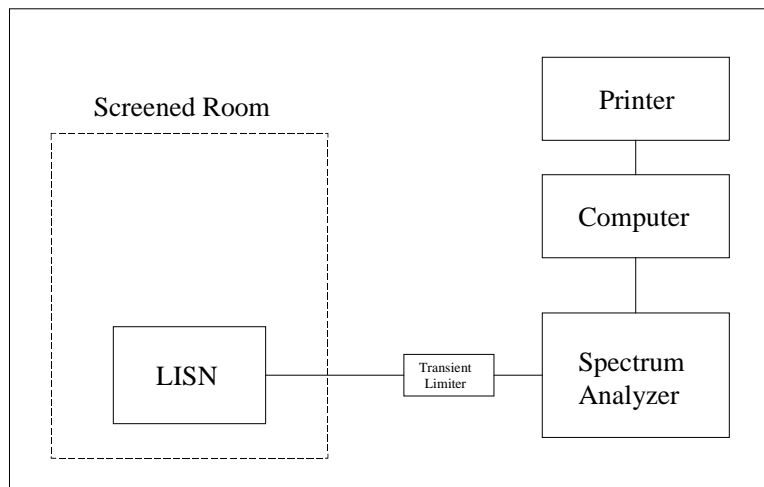 Screened Room
Printer
Computer
LISN
Transient
Limiter
Spectrum
Analyzer